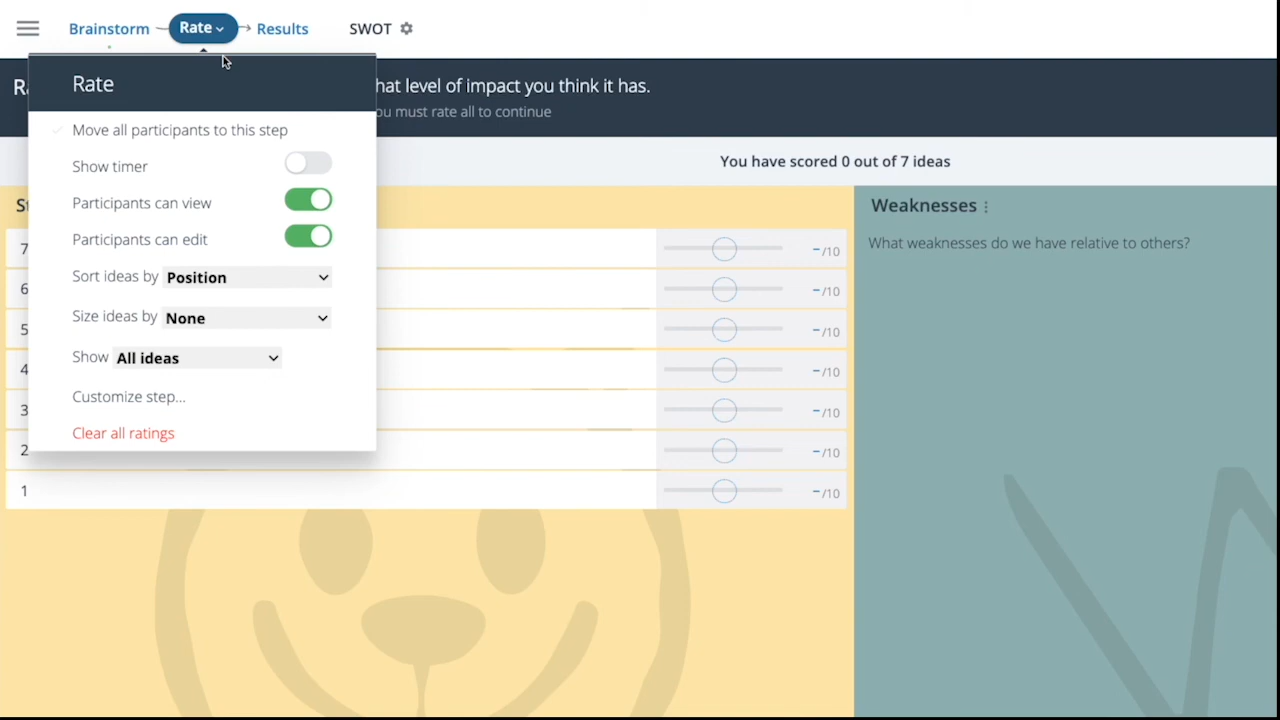 Brainstorm Rate Results SWOT
Rate
hat level of impact you think it has.
ou must rate all to continue
Move all participants to this step
Show timer
Participants can view
Participants can edit
Sort ideas by Position
Size ideas by None
Show All ideas
Customize step...
Clear all ratings
You have scored 0 out of 7 ideas
St
7 -/10
6 -/10
5 -/10
4 -/10
3 -/10
2 -/10
1 -/10
Weaknesses
What weaknesses do we have relative to others?